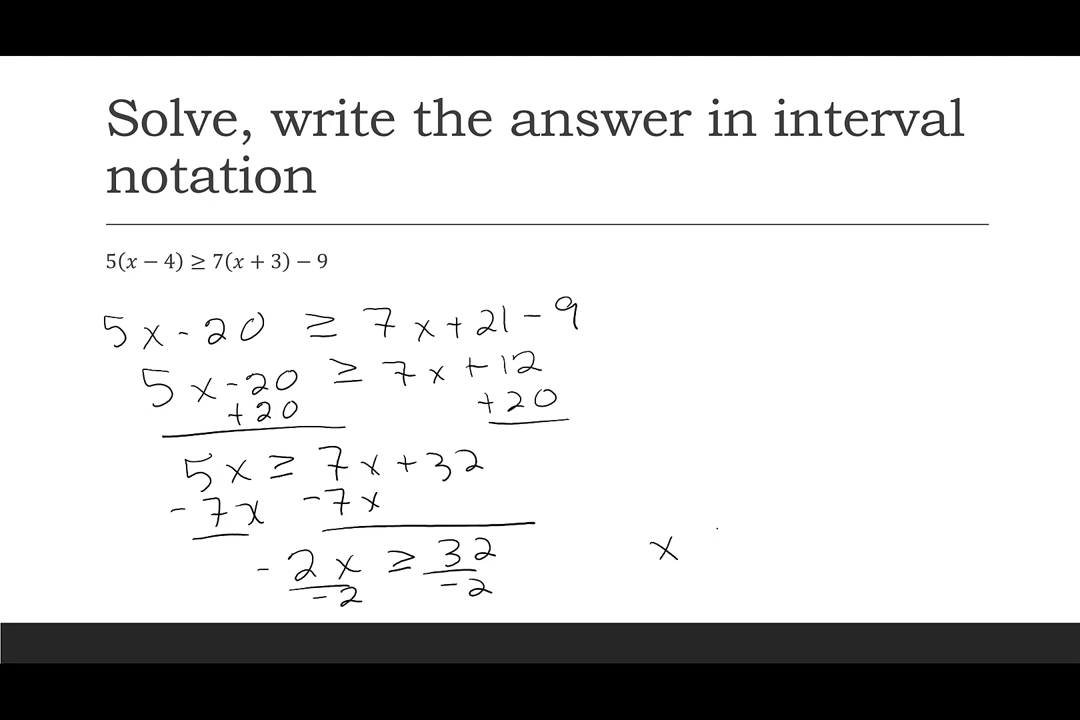 Solve, write the answer in interval
notation
5(x − 4) ≥ 7(x + 3) − 9
5x - 20 ≥ 7x + 21 - 9
5x - 20 ≥ 7x + 12
+20 +20
5x ≥ 7x + 32
-7x -7x
-2x ≥ 32 x
-2 -2